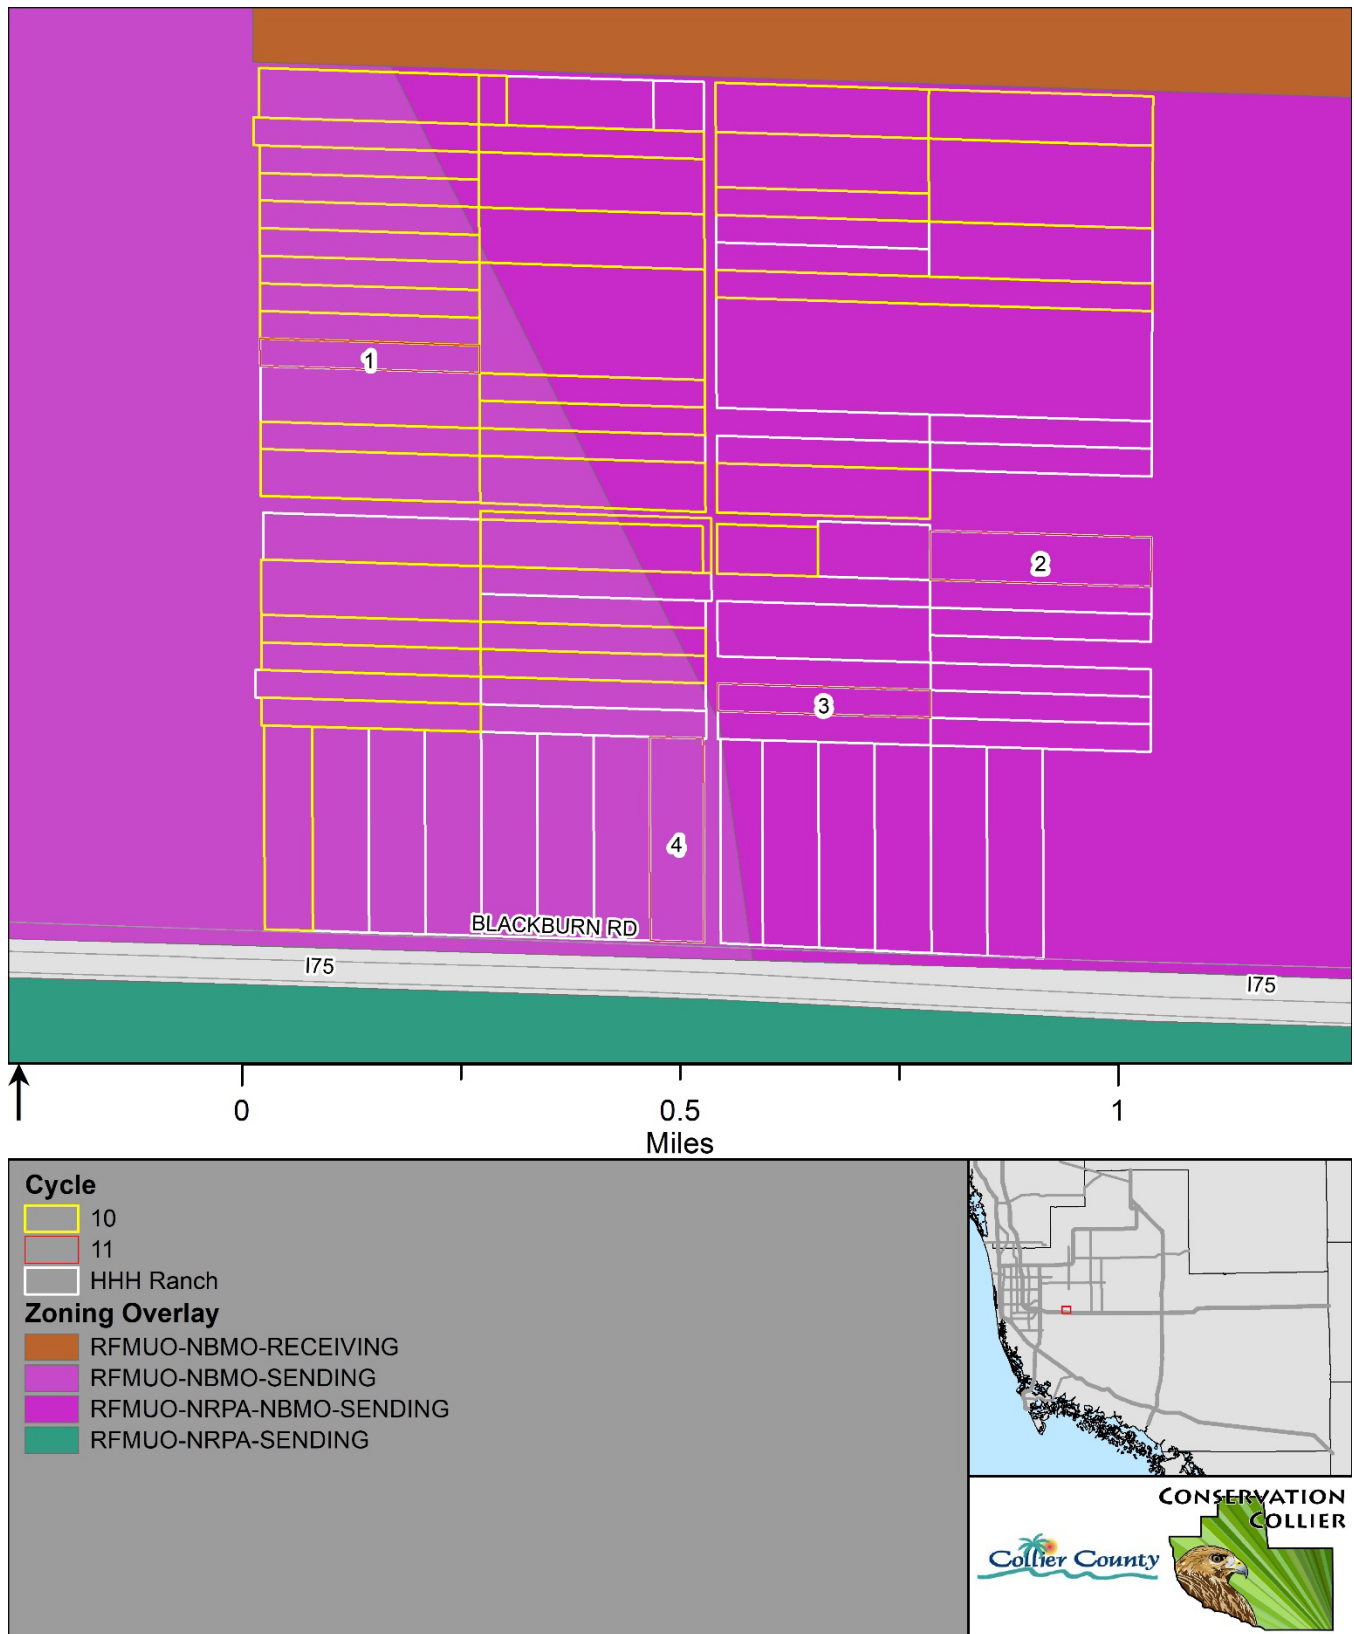 1
2
3
4
BLACKBURN RD
I75
I75
0
0.5
1
Miles
Cycle
10
11
HHH Ranch
Zoning Overlay
RFMUO-NBMO-RECEIVING
RFMUO-NBMO-SENDING
RFMUO-NRPA-NBMO-SENDING
RFMUO-NRPA-SENDING
CONSERVATION
COLLIER
Collier County